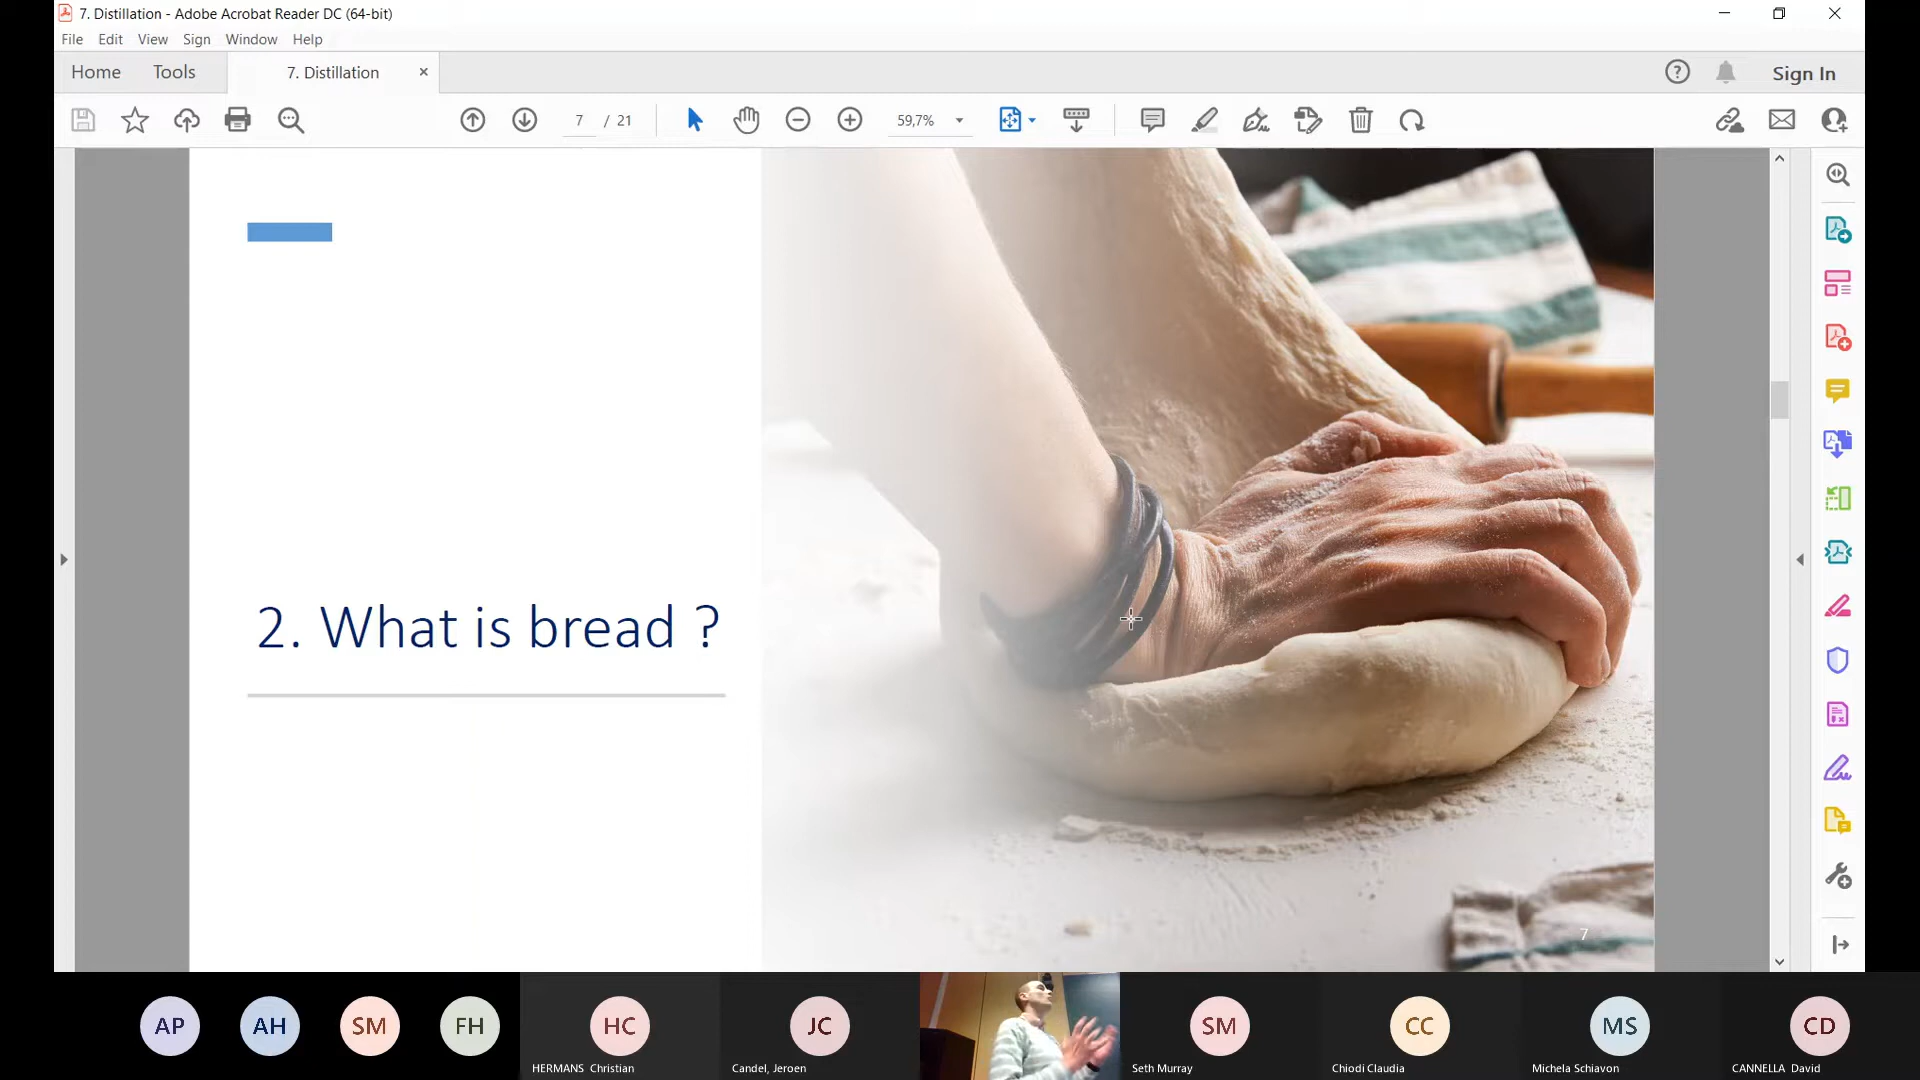 7. Distillation - Adobe Acrobat Reader DC (64-bit)
File Edit View Sign Window Help
Home Tools 7. Distillation Sign In
7 / 21 59,7%
2. What is bread ?
7
AP AH SM FH HC JC SM CC MS CD
HERMANS Christian Candel, Jeroen Seth Murray Chiodi Claudia Michela Schiavon CANNELLA David